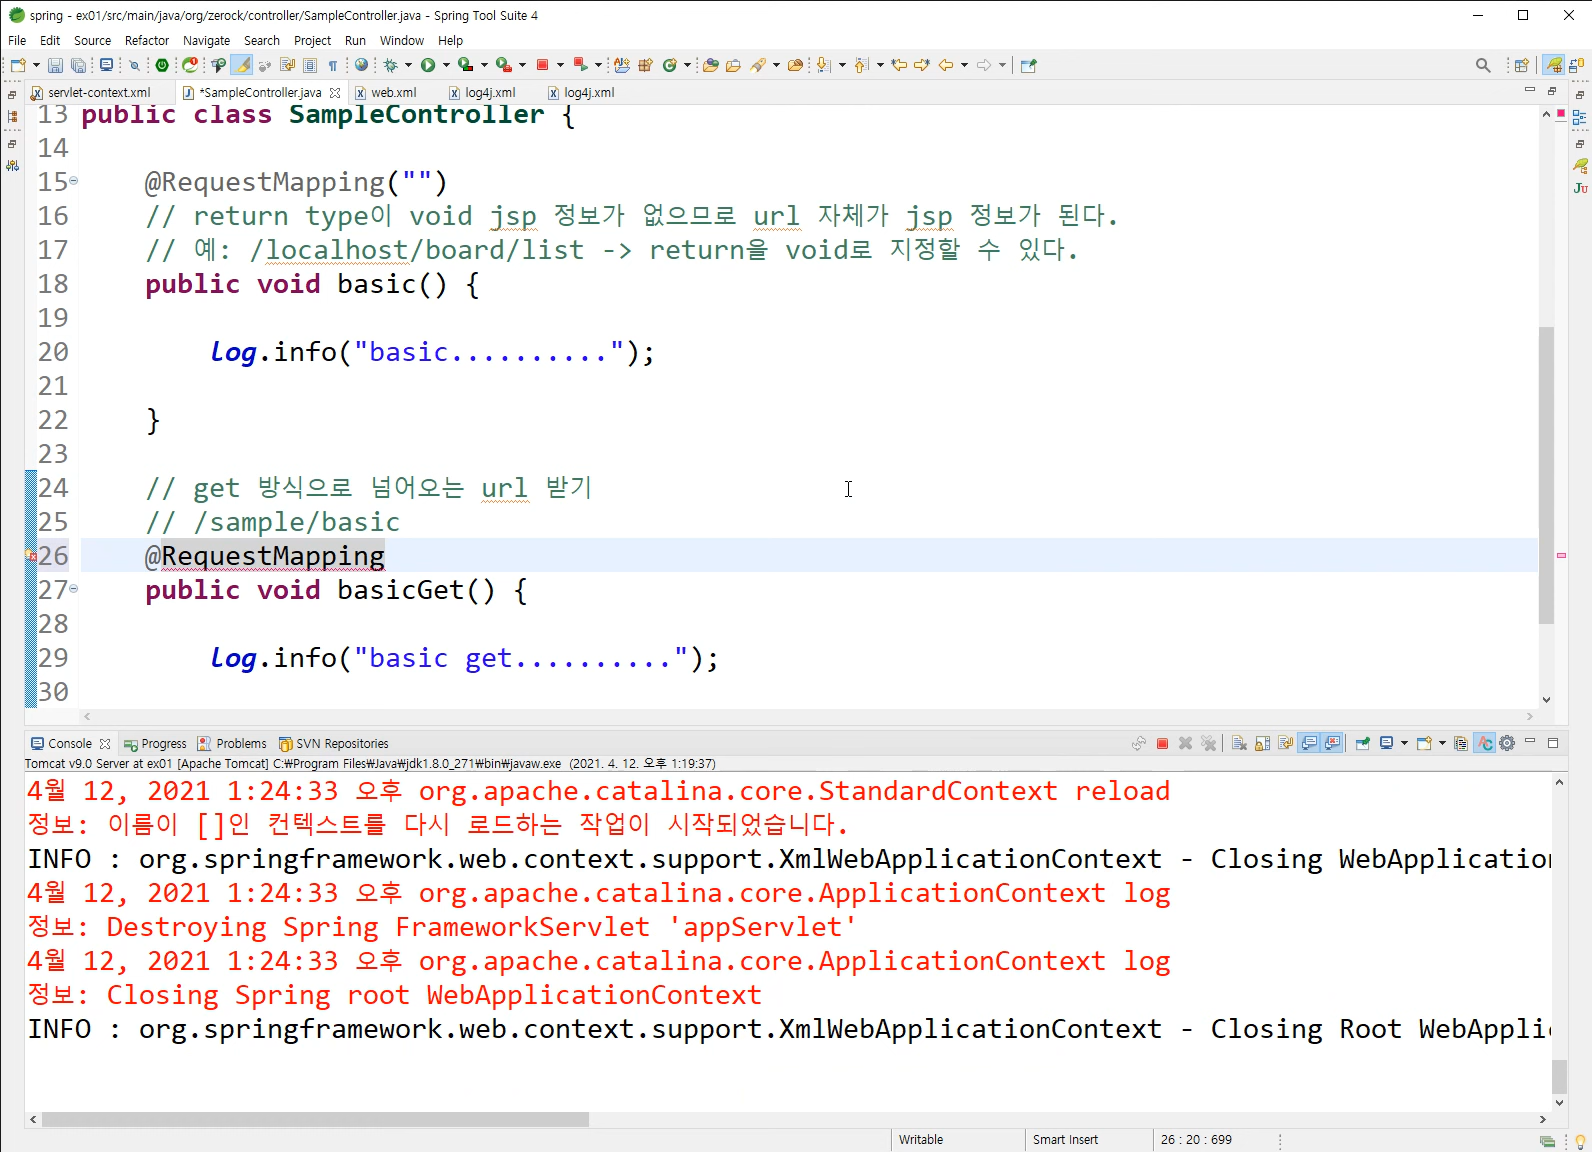 spring - ex01/src/main/java/org/zerock/controller/SampleController.java - Spring Tool Suite 4
File Edit Source Refactor Navigate Search Project Run Window Help
servlet-context.xml *SampleController.java web.xml log4j.xml log4j.xml
13 public class SampleController {
14
15 @RequestMapping("")
16 // return type이 void jsp 정보가 없으므로 url 자체가 jsp 정보가 된다.
17 // 예: /localhost/board/list -> return을 void로 지정할 수 있다.
18 public void basic() {
19
20 log.info("basic..........");
21
22 }
23
24 // get 방식으로 넘어오는 url 받기
25 // /sample/basic
26 @RequestMapping
27 public void basicGet() {
28
29 log.info("basic get..........");
30
Console Progress Problems SVN Repositories
Tomcat v9.0 Server at ex01 [Apache Tomcat] C:₩Program Files₩Java₩jdk1.8.0_271₩bin₩javaw.exe (2021. 4. 12. 오후 1:19:37)
4월 12, 2021 1:24:33 오후 org.apache.catalina.core.StandardContext reload
정보: 이름이 []인 컨텍스트를 다시 로드하는 작업이 시작되었습니다.
INFO : org.springframework.web.context.support.XmlWebApplicationContext - Closing WebApplication
4월 12, 2021 1:24:33 오후 org.apache.catalina.core.ApplicationContext log
정보: Destroying Spring FrameworkServlet 'appServlet'
4월 12, 2021 1:24:33 오후 org.apache.catalina.core.ApplicationContext log
정보: Closing Spring root WebApplicationContext
INFO : org.springframework.web.context.support.XmlWebApplicationContext - Closing Root WebApplic
Writable Smart Insert 26 : 20 : 699